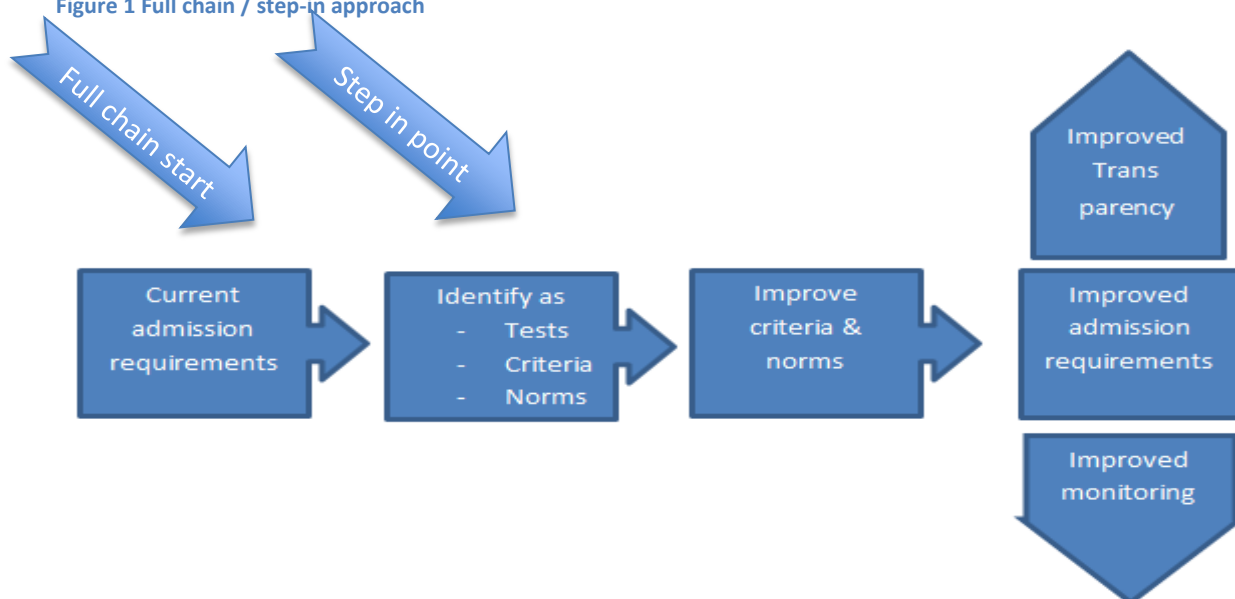 Figure 1 Full chain / step-in approach
Full chain start
Step in point
Current
admission
requirements
Identify as
- Tests
- Criteria
- Norms
Improve
criteria &
norms
Improved
Trans
parency
Improved
admission
requirements
Improved
monitoring